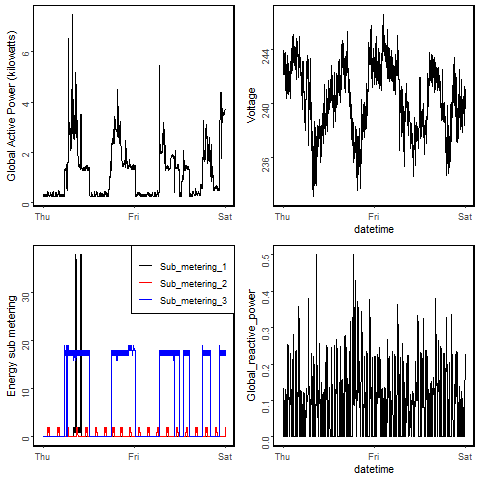 Global Active Power (kilowatts)
0 2 4 6
Thu Fri Sat
Voltage
236 240 244
Thu Fri Sat
datetime
Energy sub metering
0 10 20 30
Sub_metering_1
Sub_metering_2
Sub_metering_3
Thu Fri Sat
Global_reactive_power
0.0 0.1 0.2 0.3 0.4 0.5
Thu Fri Sat
datetime